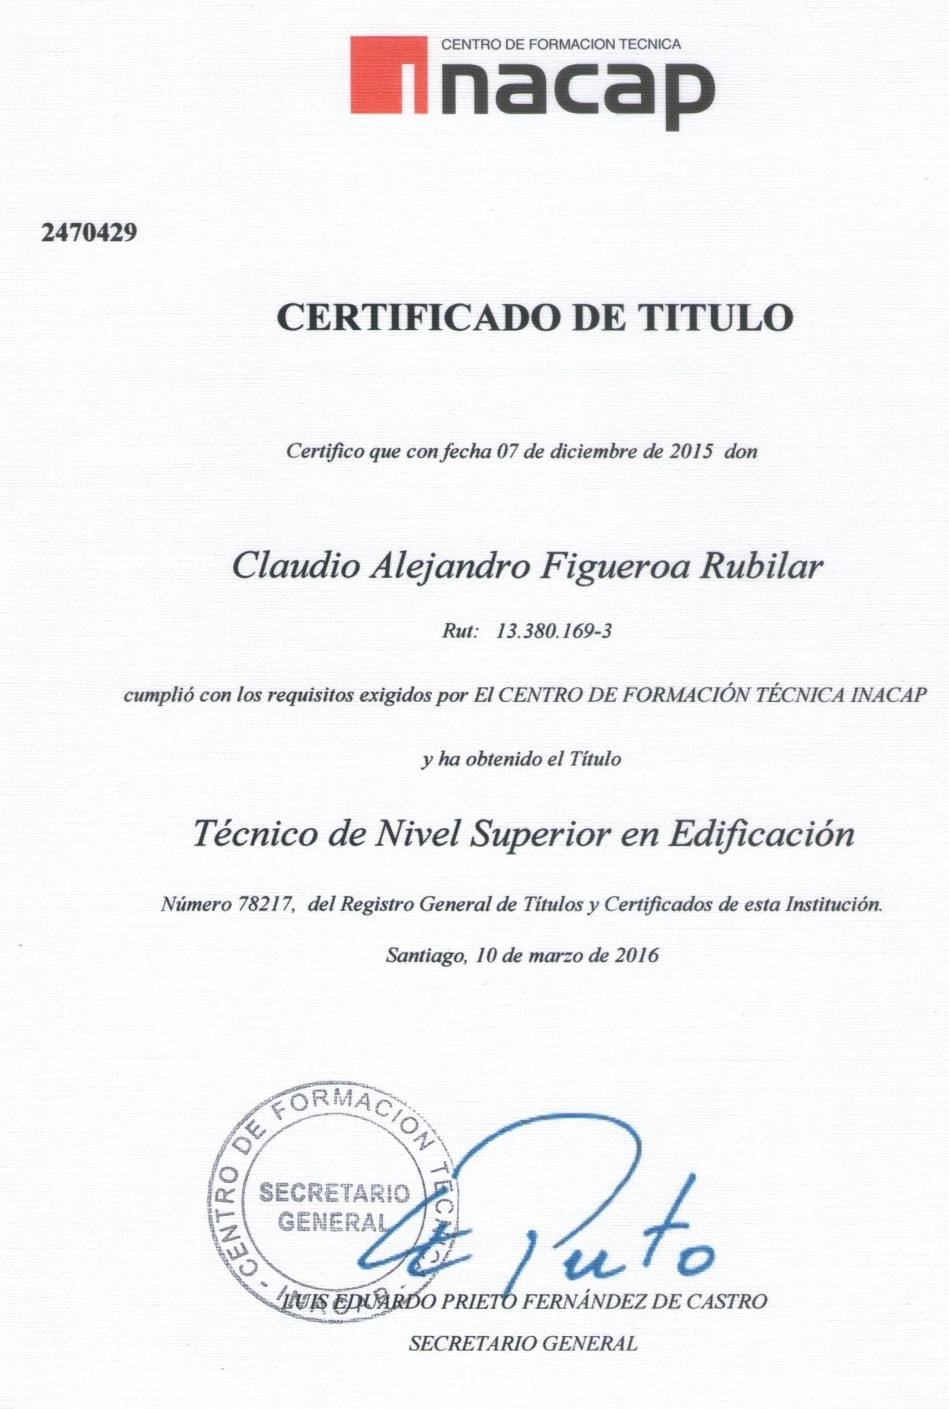 CENTRO DE FORMACION TECNICA
inacap
2470429
CERTIFICADO DE TITULO
Certifico que con fecha 07 de diciembre de 2015 don
Claudio Alejandro Figueroa Rubilar
Rut: 13.380.169-3
cumplió con los requisitos exigidos por El CENTRO DE FORMACIÓN TÉCNICA INACAP
y ha obtenido el Título
Técnico de Nivel Superior en Edificación
Número 78217, del Registro General de Títulos y Certificados de esta Institución.
Santiago, 10 de marzo de 2016
CENTRO DE FORMACION TECNICA - INACAP -
SECRETARIO
GENERAL
LUIS EDUARDO PRIETO FERNÁNDEZ DE CASTRO
SECRETARIO GENERAL